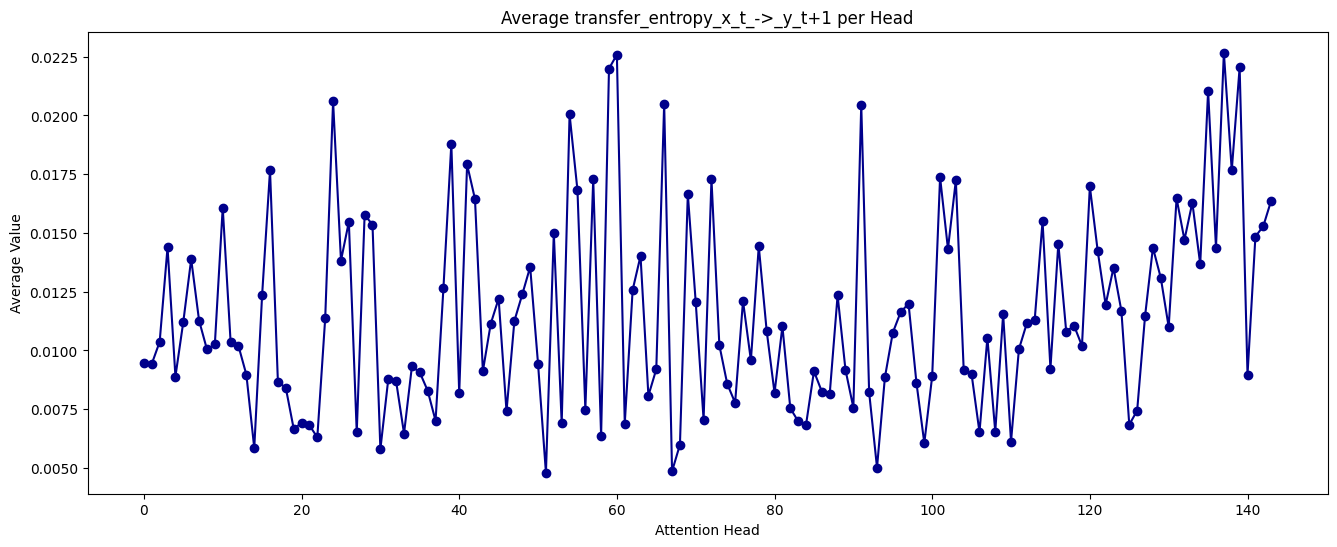 Average transfer_entropy_x_t_->_y_t+1 per Head
Average Value
0.0225
0.0200
0.0175
0.0150
0.0125
0.0100
0.0075
0.0050
0 20 40 60 80 100 120 140
Attention Head